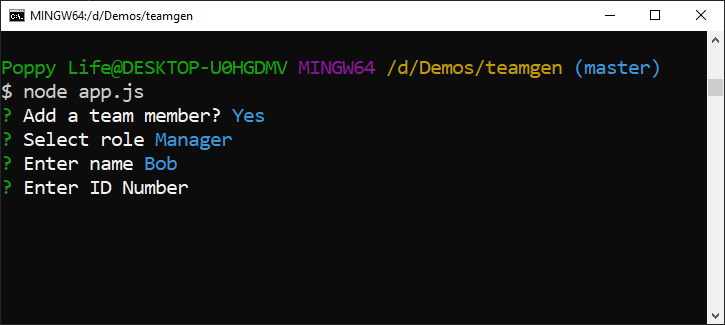 MINGW64:/d/Demos/teamgen
Poppy Life@DESKTOP-U0HGDMV MINGW64 /d/Demos/teamgen (master)
$ node app.js
? Add a team member? Yes
? Select role Manager
? Enter name Bob
? Enter ID Number